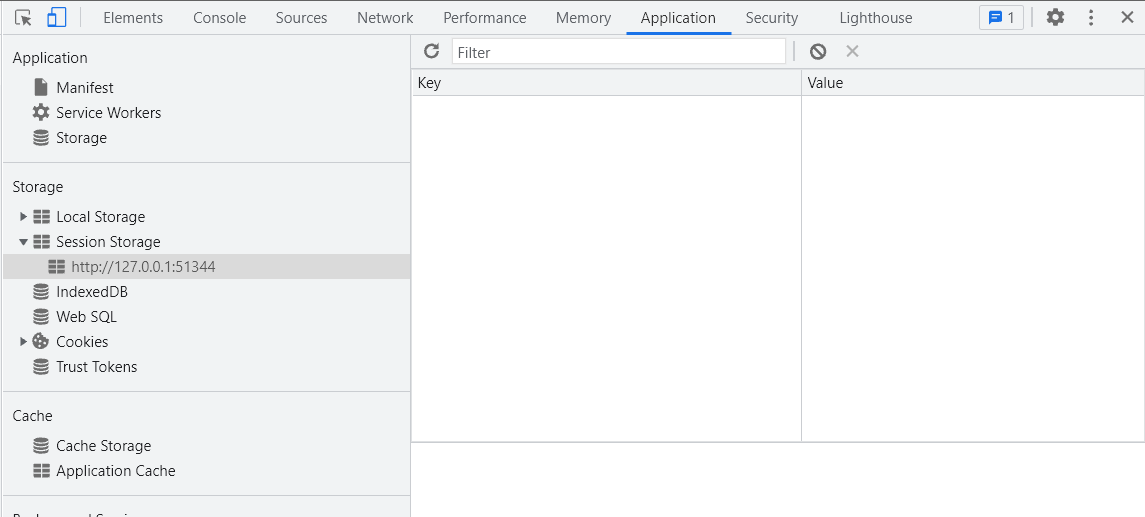 Elements Console Sources Network Performance Memory Application Security Lighthouse 1
Application
Manifest
Service Workers
Storage
Storage
Local Storage
Session Storage
http://127.0.0.1:51344
IndexedDB
Web SQL
Cookies
Trust Tokens
Cache
Cache Storage
Application Cache
Filter
Key Value